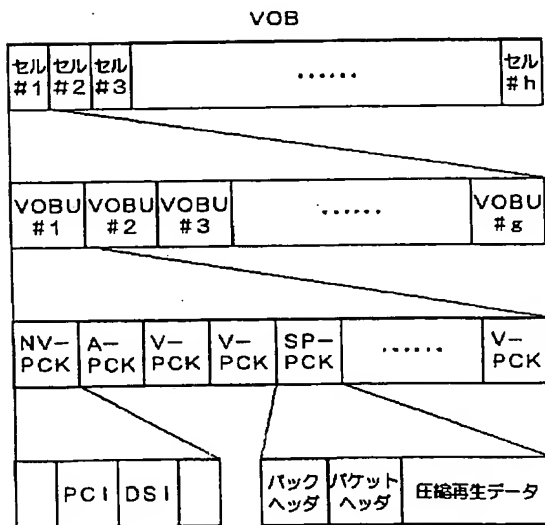 VOB
セル セル セル セル
#1 #2 #3 ・・・・・・ #h
VOBU VOBU VOBU VOBU
#1 #2 #3 ・・・・・・ #g
NV- A- V- V- SP- V-
PCK PCK PCK PCK PCK ・・・・・・ PCK
PCI DSI
パック パケット 圧縮再生データ
ヘッダ ヘッダ